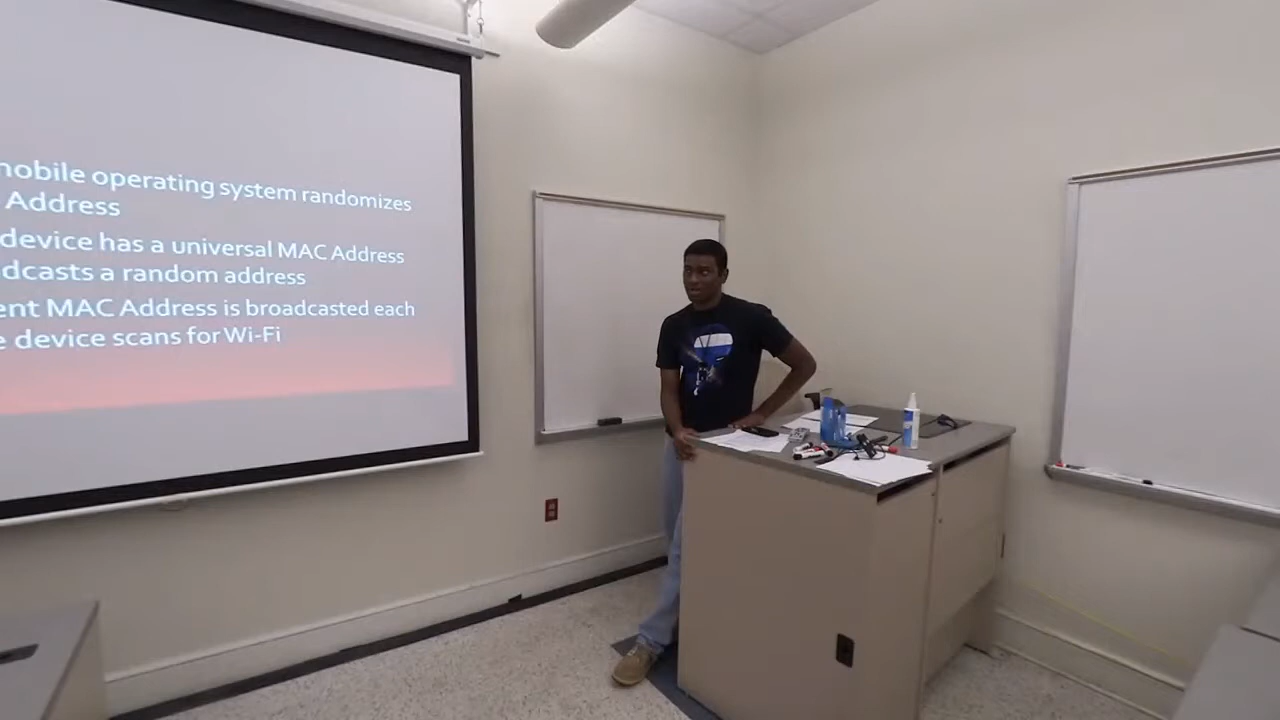 mobile operating system randomizes
Address
device has a universal MAC Address
dcasts a random address
ent MAC Address is broadcasted each
e device scans for Wi-Fi